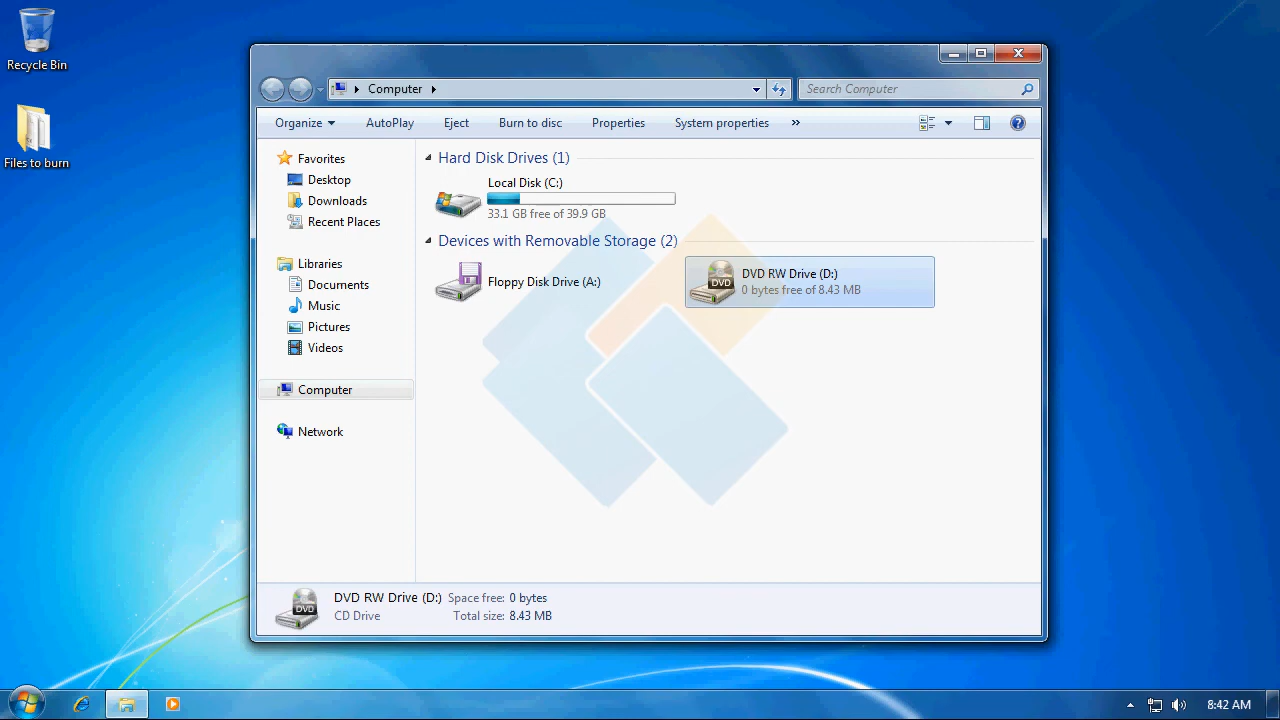 Recycle Bin
Files to burn
Computer
Search Computer
Organize AutoPlay Eject Burn to disc Properties System properties »
Favorites
Desktop
Downloads
Recent Places
Libraries
Documents
Music
Pictures
Videos
Computer
Network
Hard Disk Drives (1)
Local Disk (C:)
33.1 GB free of 39.9 GB
Devices with Removable Storage (2)
Floppy Disk Drive (A:)
DVD
DVD RW Drive (D:)
0 bytes free of 8.43 MB
DVD
DVD RW Drive (D:) Space free: 0 bytes
CD Drive Total size: 8.43 MB
8:42 AM